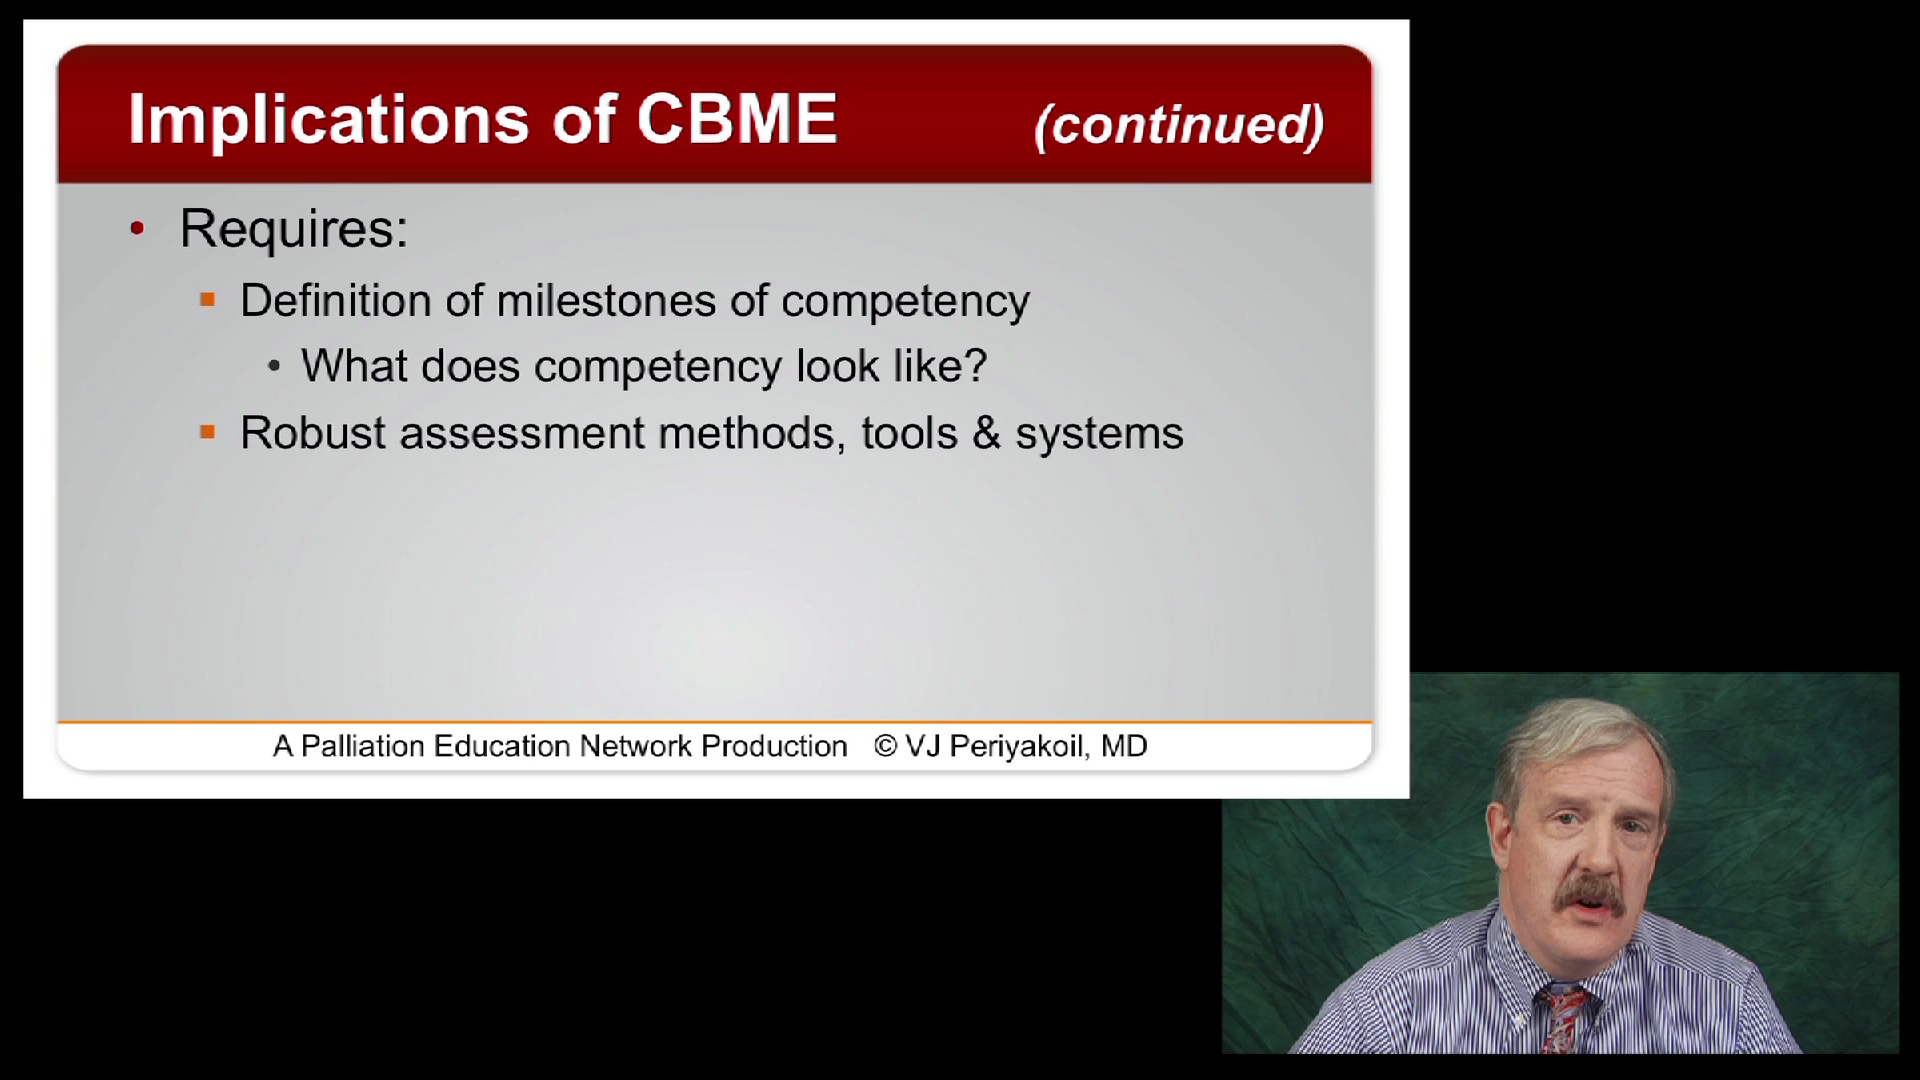 Implications of CBME (continued)
• Requires:
▪ Definition of milestones of competency
• What does competency look like?
▪ Robust assessment methods, tools & systems
A Palliation Education Network Production © VJ Periyakoil, MD